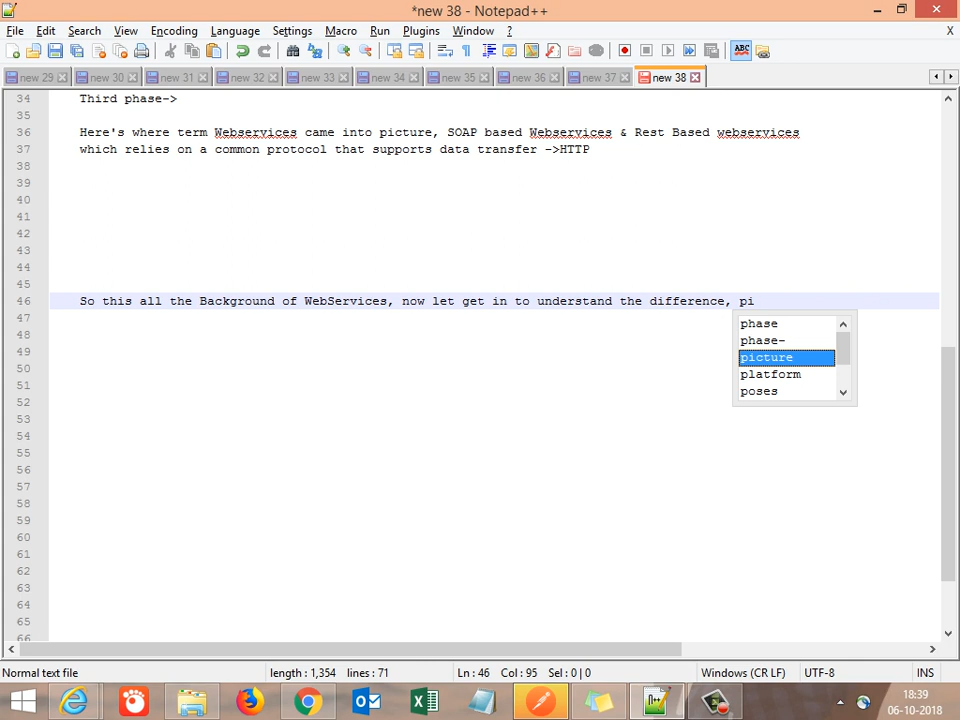 *new 38 - Notepad++
File Edit Search View Encoding Language Settings Macro Run Plugins Window ? X
new 29 new 30 new 31 new 32 new 33 new 34 new 35 new 36 new 37 new 38
34 Third phase->
35
36 Here's where term Webservices came into picture, SOAP based Webservices & Rest Based webservices
37 which relies on a common protocol that supports data transfer ->HTTP
38
39
40
41
42
43
44
45
46 So this all the Background of WebServices, now let get in to understand the difference, pi
47
phase
48
phase-
49
picture
50
platform
51
poses
52
53
54
55
56
57
58
59
60
61
62
63
64
65
66
Normal text file length : 1,354 lines : 71 Ln : 46 Col : 95 Sel : 0 | 0 Windows (CR LF) UTF-8 INS
18:39
06-10-2018